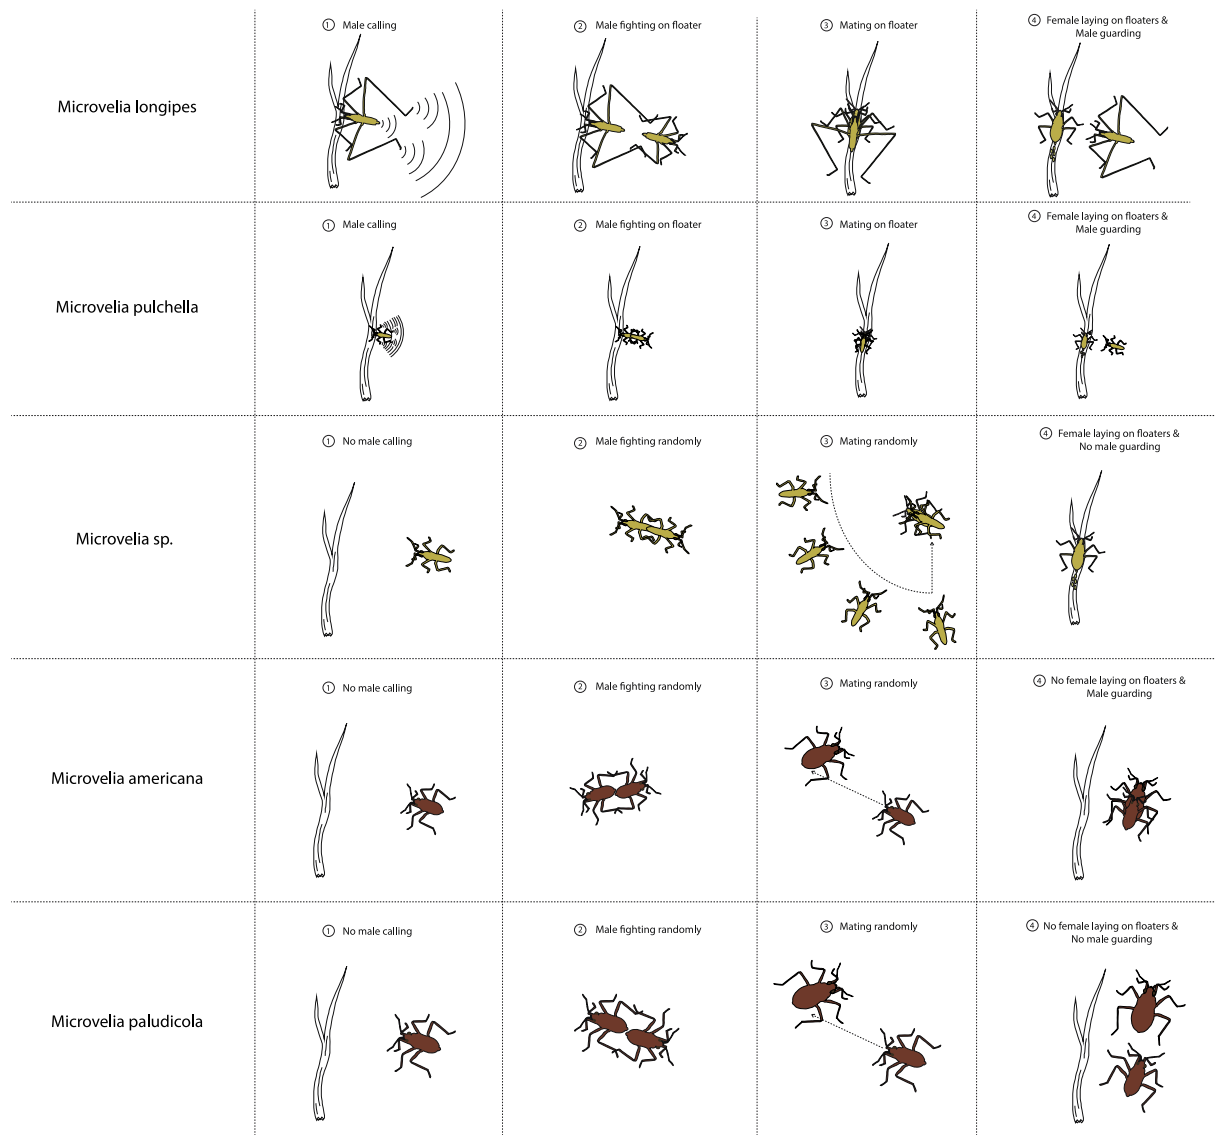 ① Male calling
② Male fighting on floater
③ Mating on floater
④ Female laying on floaters &
Male guarding
Microvelia longipes
① Male calling
② Male fighting on floater
③ Mating on floater
④ Female laying on floaters &
Male guarding
Microvelia pulchella
① No male calling
② Male fighting randomly
③ Mating randomly
④ Female laying on floaters &
No male guarding
Microvelia sp.
① No male calling
② Male fighting randomly
③ Mating randomly
④ No female laying on floaters &
Male guarding
Microvelia americana
① No male calling
② Male fighting randomly
③ Mating randomly
④ No female laying on floaters &
No male guarding
Microvelia paludicola